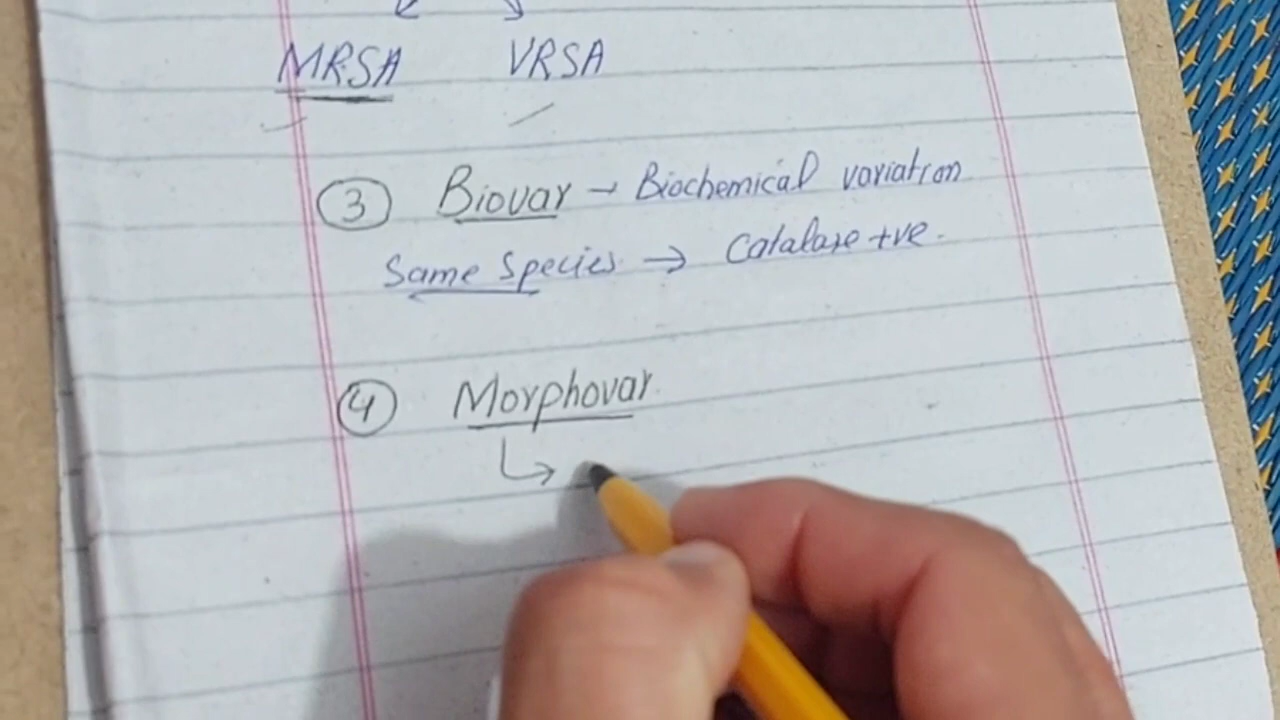 MRSA VRSA
③ Biovar → Biochemical variation
Same Species → Catalase +ve.
④ Morphovar.